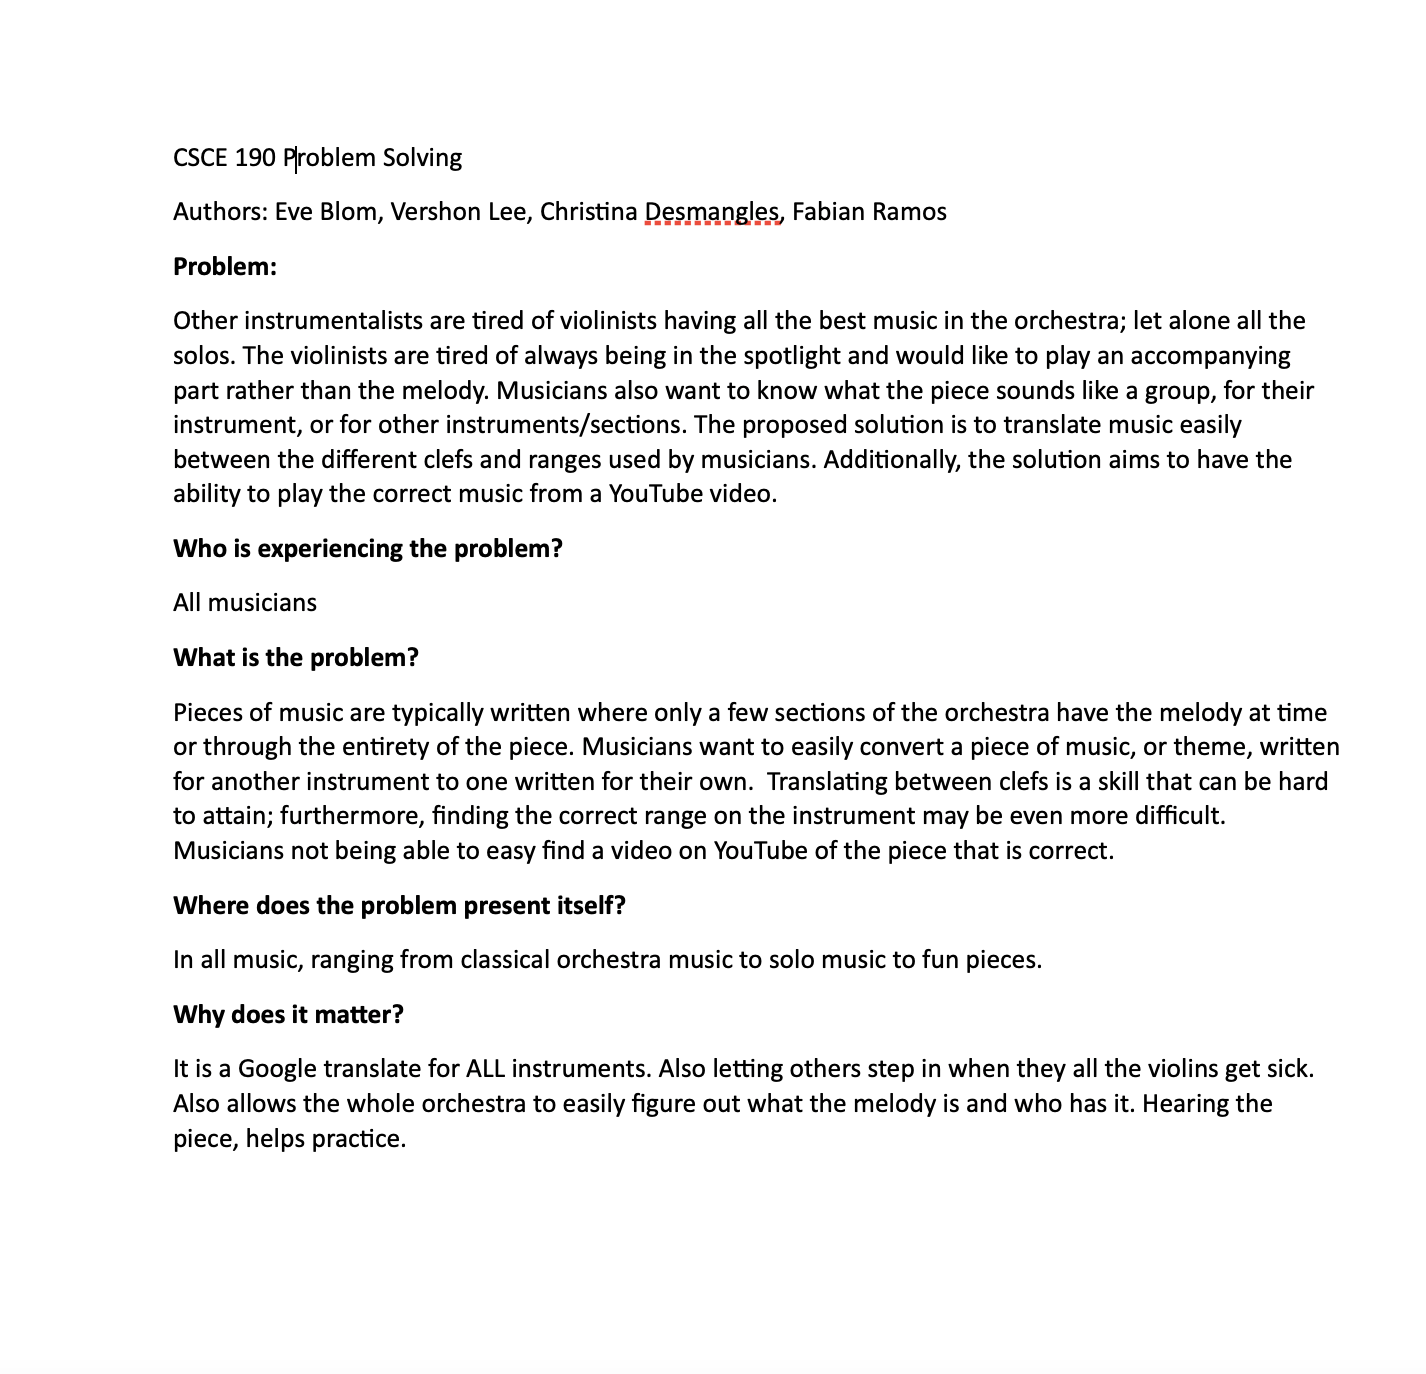 CSCE 190 Problem Solving
Authors: Eve Blom, Vershon Lee, Christina Desmangles, Fabian Ramos
Problem:
Other instrumentalists are tired of violinists having all the best music in the orchestra; let alone all the
solos. The violinists are tired of always being in the spotlight and would like to play an accompanying
part rather than the melody. Musicians also want to know what the piece sounds like a group, for their
instrument, or for other instruments/sections. The proposed solution is to translate music easily
between the different clefs and ranges used by musicians. Additionally, the solution aims to have the
ability to play the correct music from a YouTube video.
Who is experiencing the problem?
All musicians
What is the problem?
Pieces of music are typically written where only a few sections of the orchestra have the melody at time
or through the entirety of the piece. Musicians want to easily convert a piece of music, or theme, written
for another instrument to one written for their own.  Translating between clefs is a skill that can be hard
to attain; furthermore, finding the correct range on the instrument may be even more difficult.
Musicians not being able to easy find a video on YouTube of the piece that is correct.
Where does the problem present itself?
In all music, ranging from classical orchestra music to solo music to fun pieces.
Why does it matter?
It is a Google translate for ALL instruments. Also letting others step in when they all the violins get sick.
Also allows the whole orchestra to easily figure out what the melody is and who has it. Hearing the
piece, helps practice.